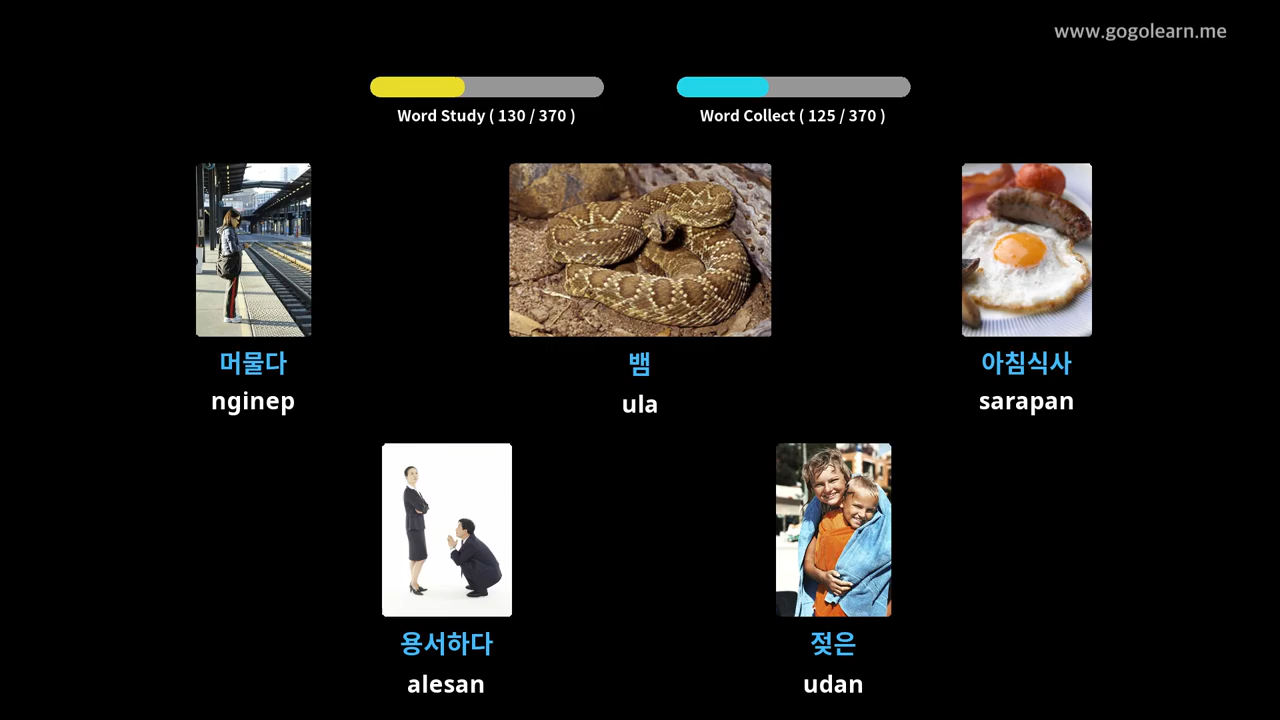 www.gogolearn.me
Word Study ( 130 / 370 )
Word Collect ( 125 / 370 )
머물다
nginep
뱀
ula
아침식사
sarapan
용서하다
alesan
젖은
udan